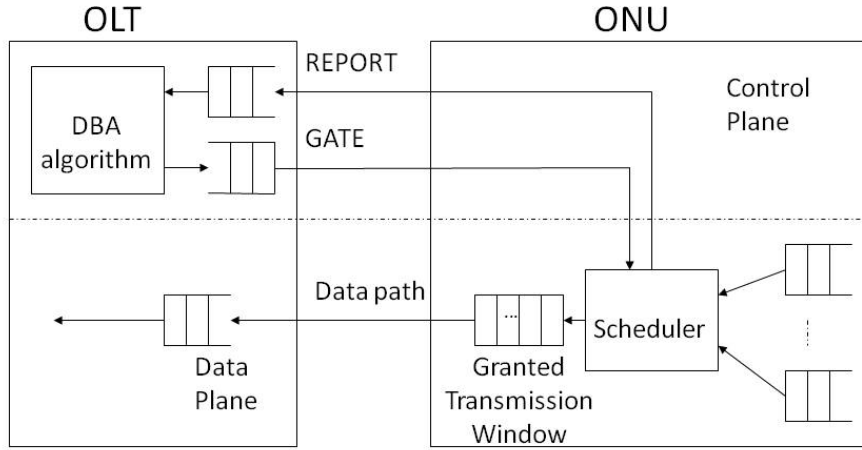 OLT
ONU
REPORT
DBA
algorithm
GATE
Control
Plane
Data path
...
Scheduler
Data
Plane
Granted
Transmission
Window